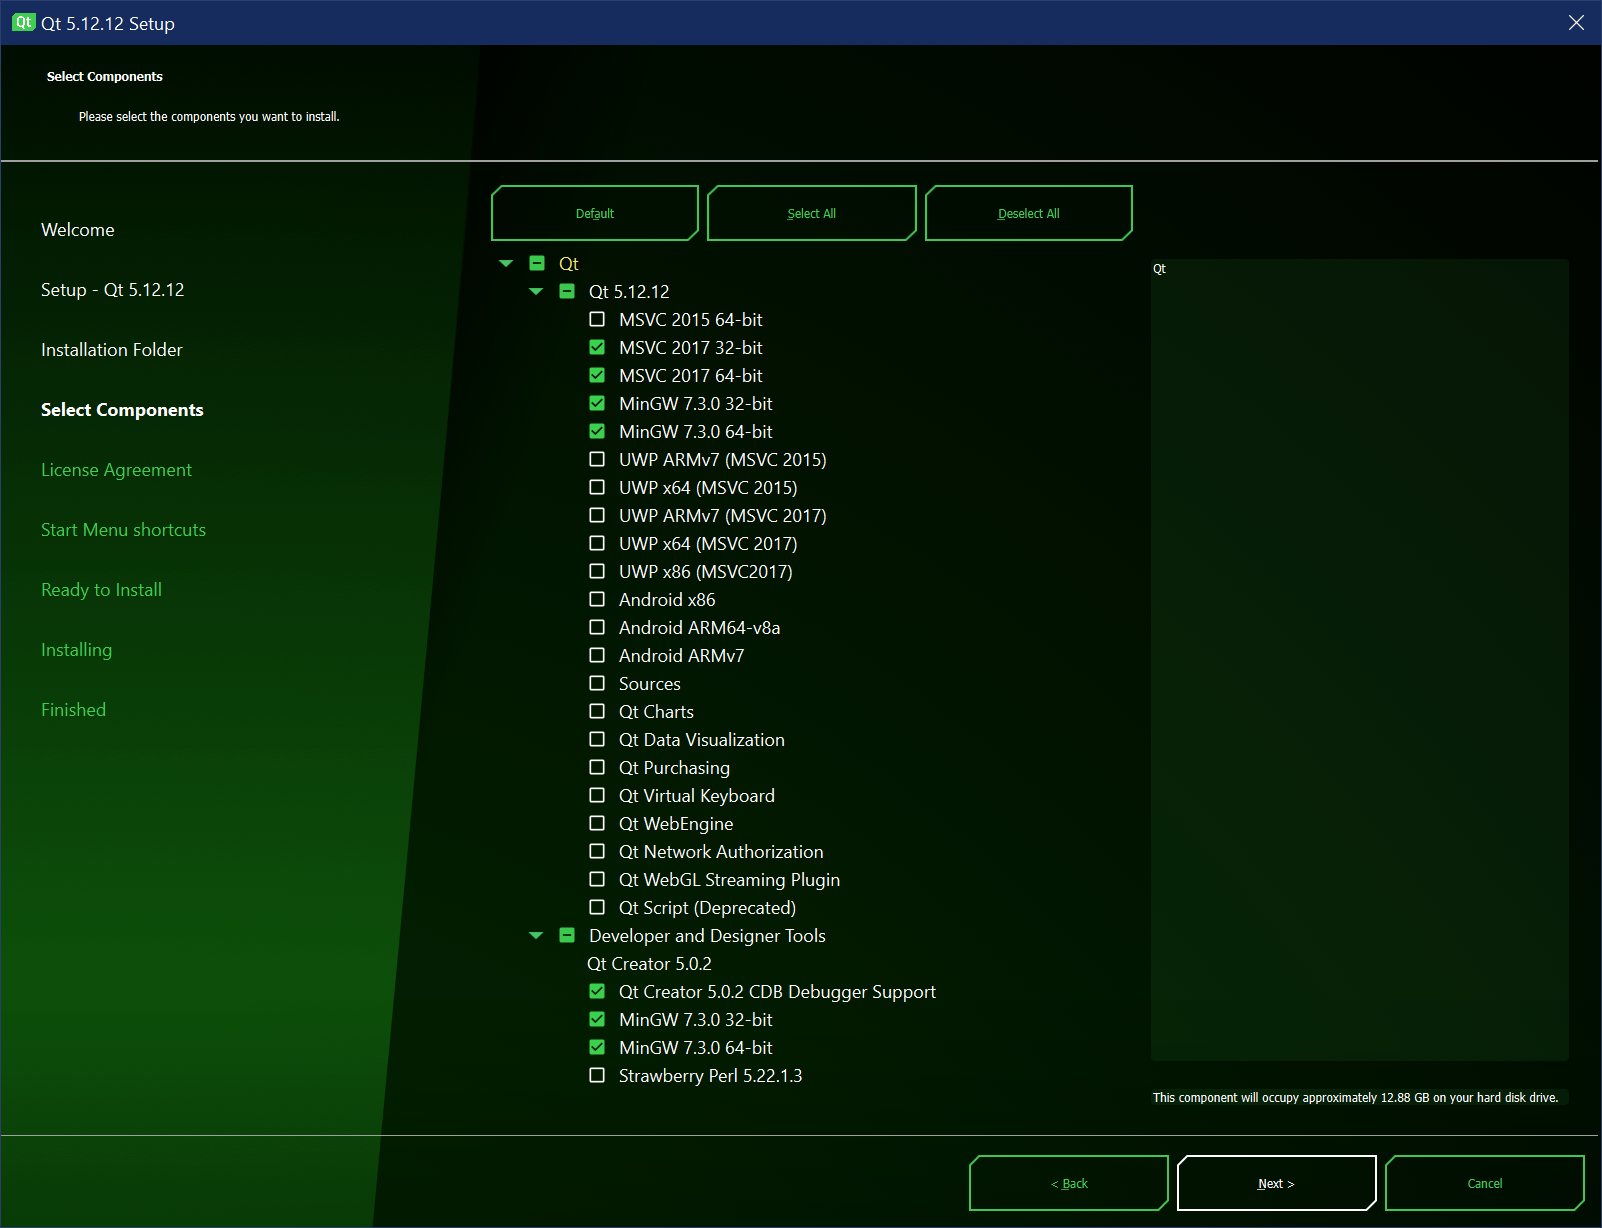 Qt Qt 5.12.12 Setup
Select Components
Please select the components you want to install.
Welcome
Setup - Qt 5.12.12
Installation Folder
Select Components
License Agreement
Start Menu shortcuts
Ready to Install
Installing
Finished
Default Select All Deselect All
Qt
Qt 5.12.12
MSVC 2015 64-bit
MSVC 2017 32-bit
MSVC 2017 64-bit
MinGW 7.3.0 32-bit
MinGW 7.3.0 64-bit
UWP ARMv7 (MSVC 2015)
UWP x64 (MSVC 2015)
UWP ARMv7 (MSVC 2017)
UWP x64 (MSVC 2017)
UWP x86 (MSVC2017)
Android x86
Android ARM64-v8a
Android ARMv7
Sources
Qt Charts
Qt Data Visualization
Qt Purchasing
Qt Virtual Keyboard
Qt WebEngine
Qt Network Authorization
Qt WebGL Streaming Plugin
Qt Script (Deprecated)
Developer and Designer Tools
Qt Creator 5.0.2
Qt Creator 5.0.2 CDB Debugger Support
MinGW 7.3.0 32-bit
MinGW 7.3.0 64-bit
Strawberry Perl 5.22.1.3
Qt
This component will occupy approximately 12.88 GB on your hard disk drive.
< Back Next > Cancel